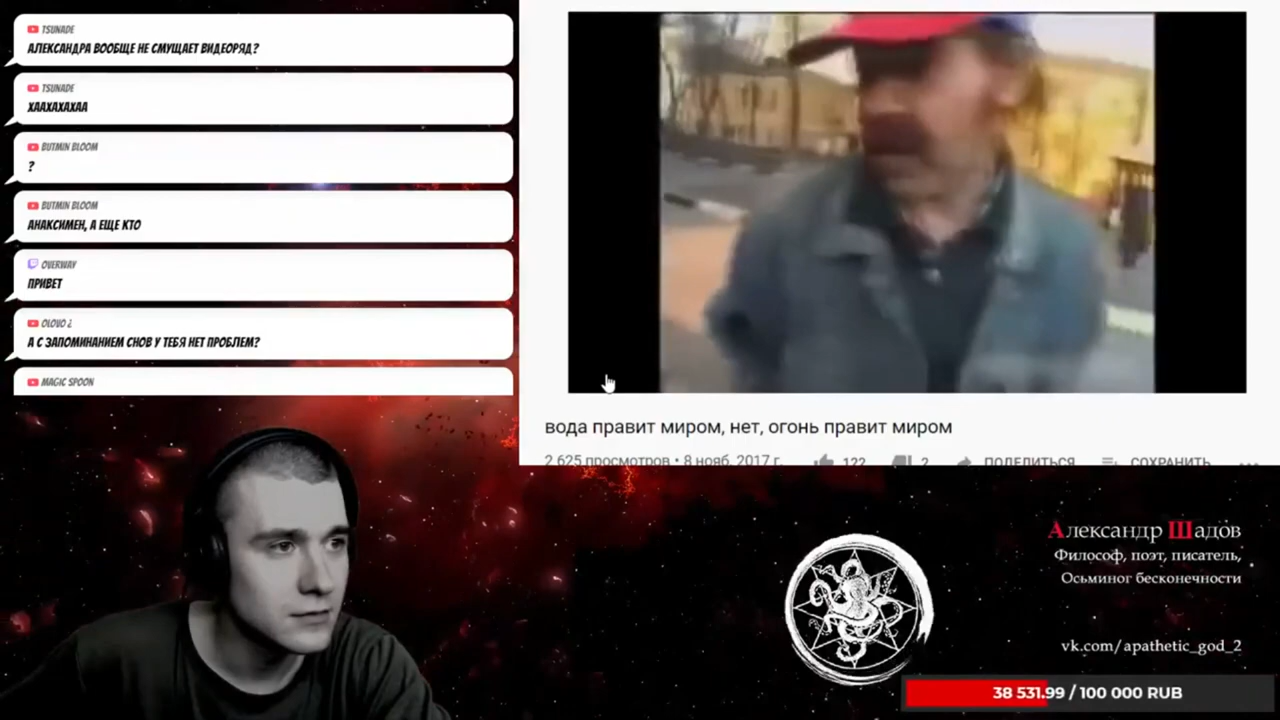 TSUNADE
АЛЕКСАНДРА ВООБЩЕ НЕ СМУЩАЕТ ВИДЕОРЯД?
TSUNADE
ХААХАХАХАА
BUTMIN BLOOM
?
BUTMIN BLOOM
АНАКСИМЕН, А ЕЩЕ КТО
OVERWAY
ПРИВЕТ
OLOVO Z
А С ЗАПОМИНАНИЕМ СНОВ У ТЕБЯ НЕТ ПРОБЛЕМ?
MAGIC SPOON
вода правит миром, нет, огонь правит миром
2 625 просмотров • 8 нояб. 2017 г. 122 2 ПОДЕЛИТЬСЯ СОХРАНИТЬ
Александр Шадов
Философ, поэт, писатель,
Осьминог бесконечности
vk.com/apathetic_god_2
38 531.99 / 100 000 RUB